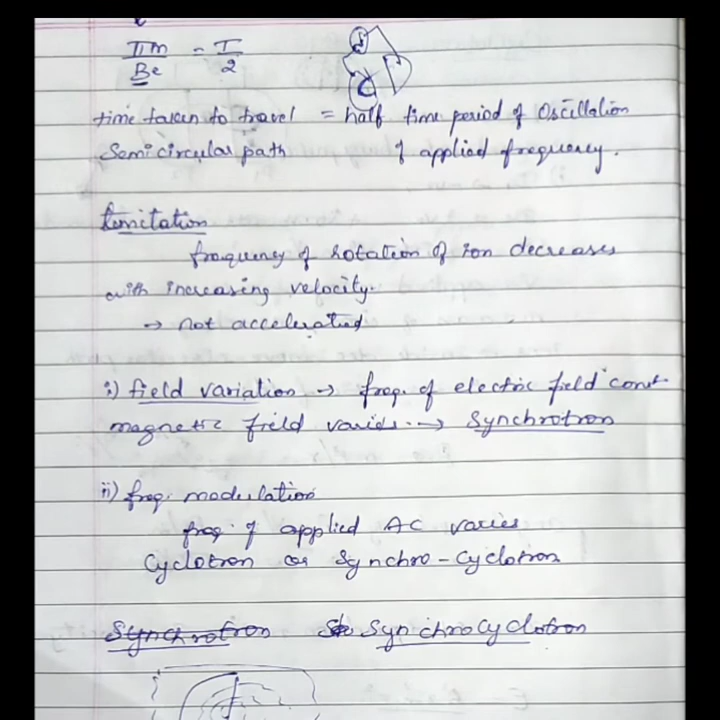 πm/Be = T/2
time taken to travel = half time period of Oscillation
Semicircular path of applied frequency.
limitation
frequency of rotation of ion decreases
with increasing velocity.
→ not accelerated
i) field variation → freq. of electric field const.
magnetic field varies. → Synchrotron
ii) freq. modulation
freq. of applied AC varies
Cyclotron or Synchro-Cyclotron
Synchrotron Synchrocyclotron